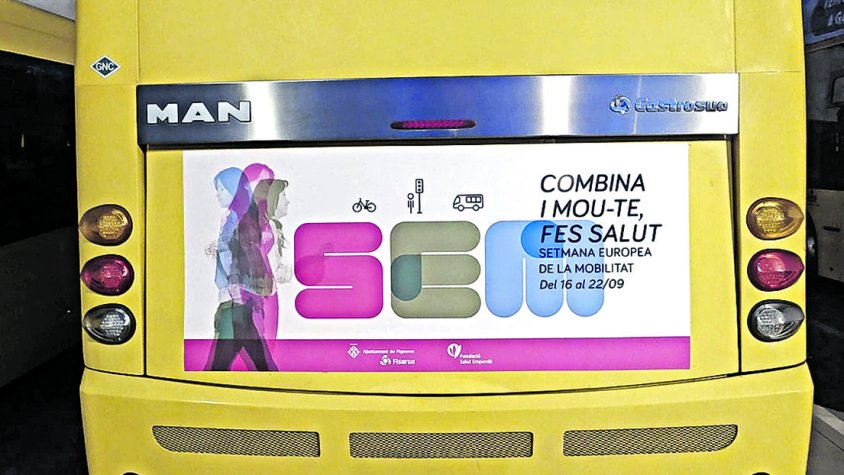 GNC
MAN
Castrosua
COMBINA
I MOU-TE,
FES SALUT
SETMANA EUROPEA
DE LA MOBILITAT
Del 16 al 22/09
SEM
Ajuntament de Figueres
Fisersa
Fundació
Salut Empordà